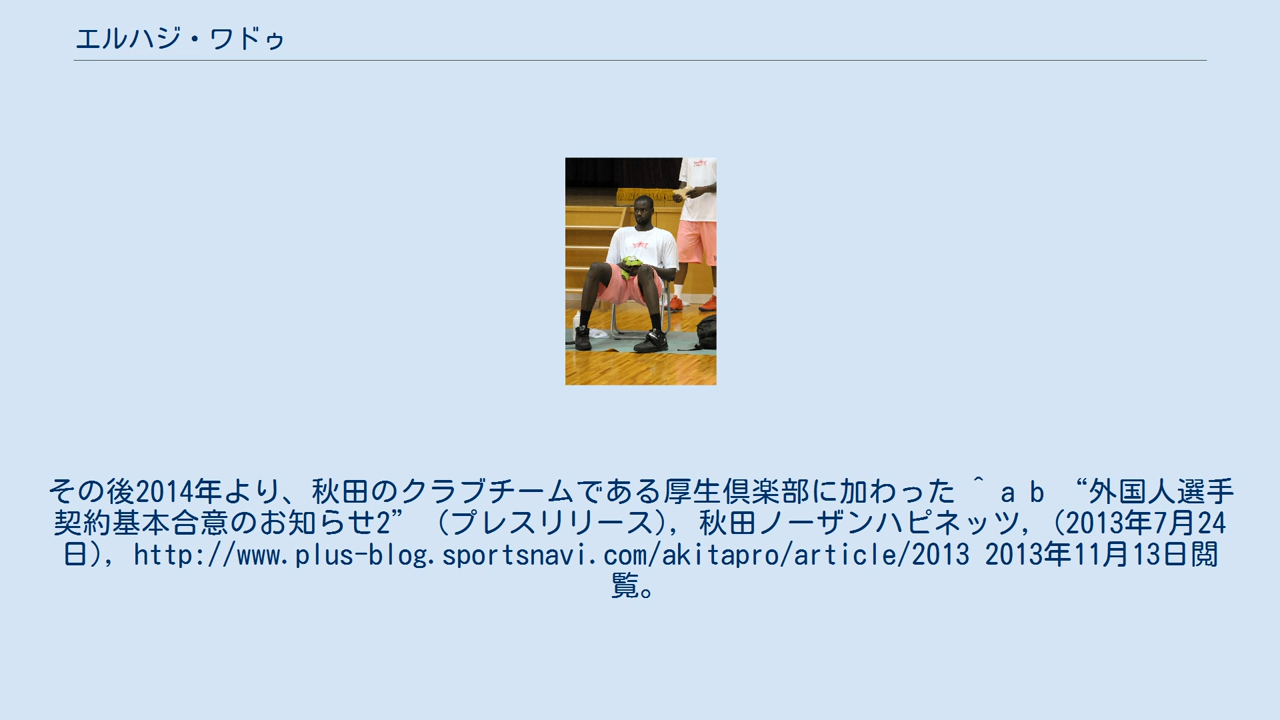 エルハジ・ワドゥ
その後2014年より、秋田のクラブチームである厚生倶楽部に加わった ^ a b “外国人選手
契約基本合意のお知らせ2” (プレスリリース), 秋田ノーザンハピネッツ, (2013年7月24
日), http://www.plus-blog.sportsnavi.com/akitapro/article/2013 2013年11月13日閲
覧。